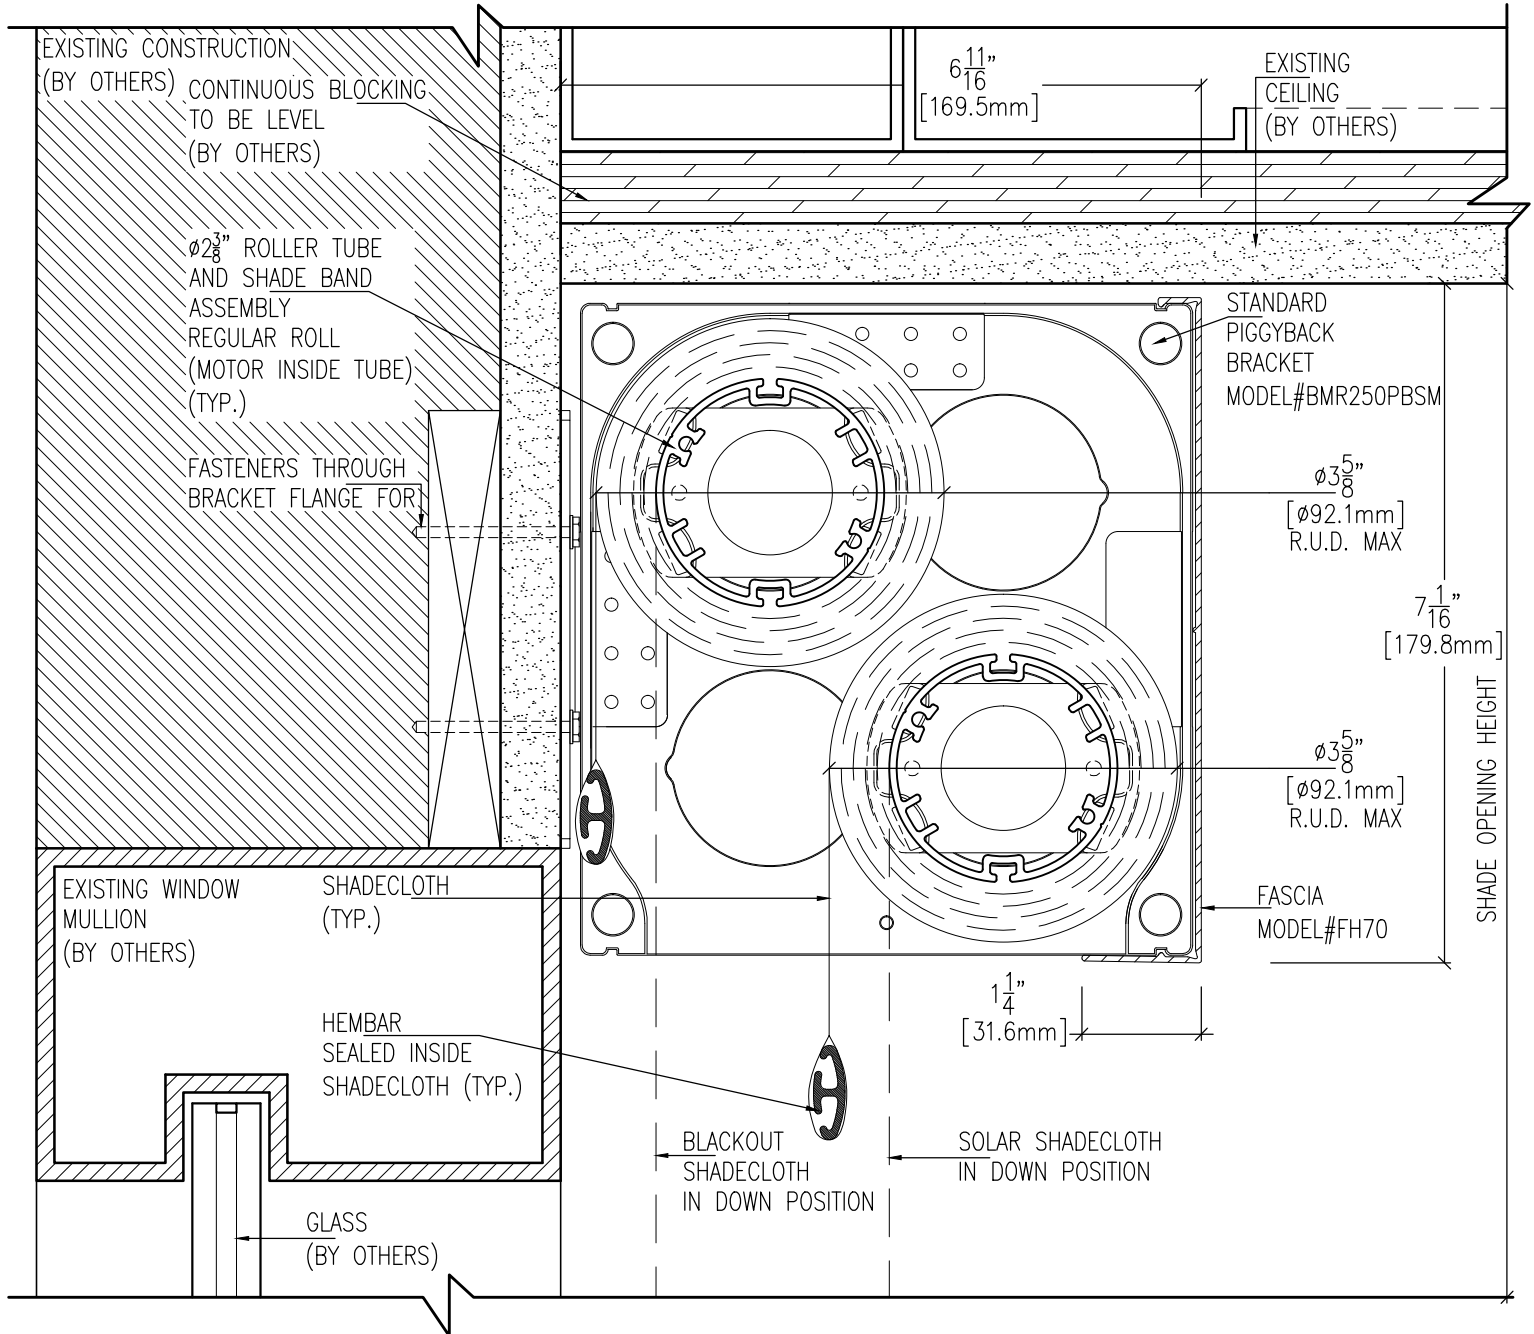 EXISTING CONSTRUCTION
(BY OTHERS)
CONTINUOUS BLOCKING
TO BE LEVEL
(BY OTHERS)
6 11/16"
[169.5mm]
EXISTING
CEILING
(BY OTHERS)
ø2 3/8" ROLLER TUBE
AND SHADE BAND
ASSEMBLY
REGULAR ROLL
(MOTOR INSIDE TUBE)
(TYP.)
STANDARD
PIGGYBACK
BRACKET
MODEL#BMR250PBSM
FASTENERS THROUGH
BRACKET FLANGE FOR
ø3 5/8"
[ø92.1mm]
R.U.D. MAX
7 1/16"
[179.8mm]
SHADE OPENING HEIGHT
ø3 5/8"
[ø92.1mm]
R.U.D. MAX
EXISTING WINDOW
MULLION
(BY OTHERS)
SHADECLOTH
(TYP.)
FASCIA
MODEL#FH70
1 1/4"
[31.6mm]
HEMBAR
SEALED INSIDE
SHADECLOTH (TYP.)
BLACKOUT
SHADECLOTH
IN DOWN POSITION
SOLAR SHADECLOTH
IN DOWN POSITION
GLASS
(BY OTHERS)